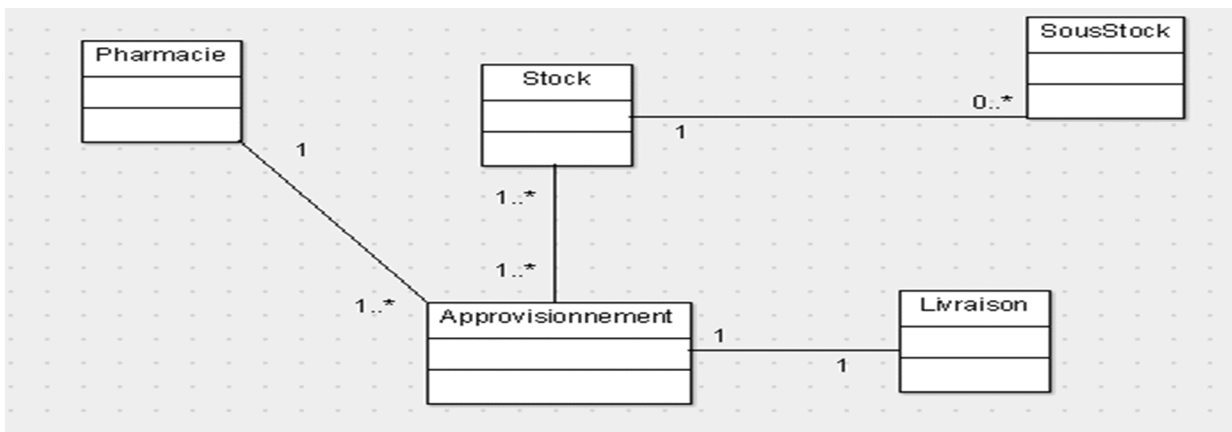 SousStock
Pharmacie
Stock
0..*
1
1
1..*
1..*
1..*
Livraison
Approvisionnement
1
1